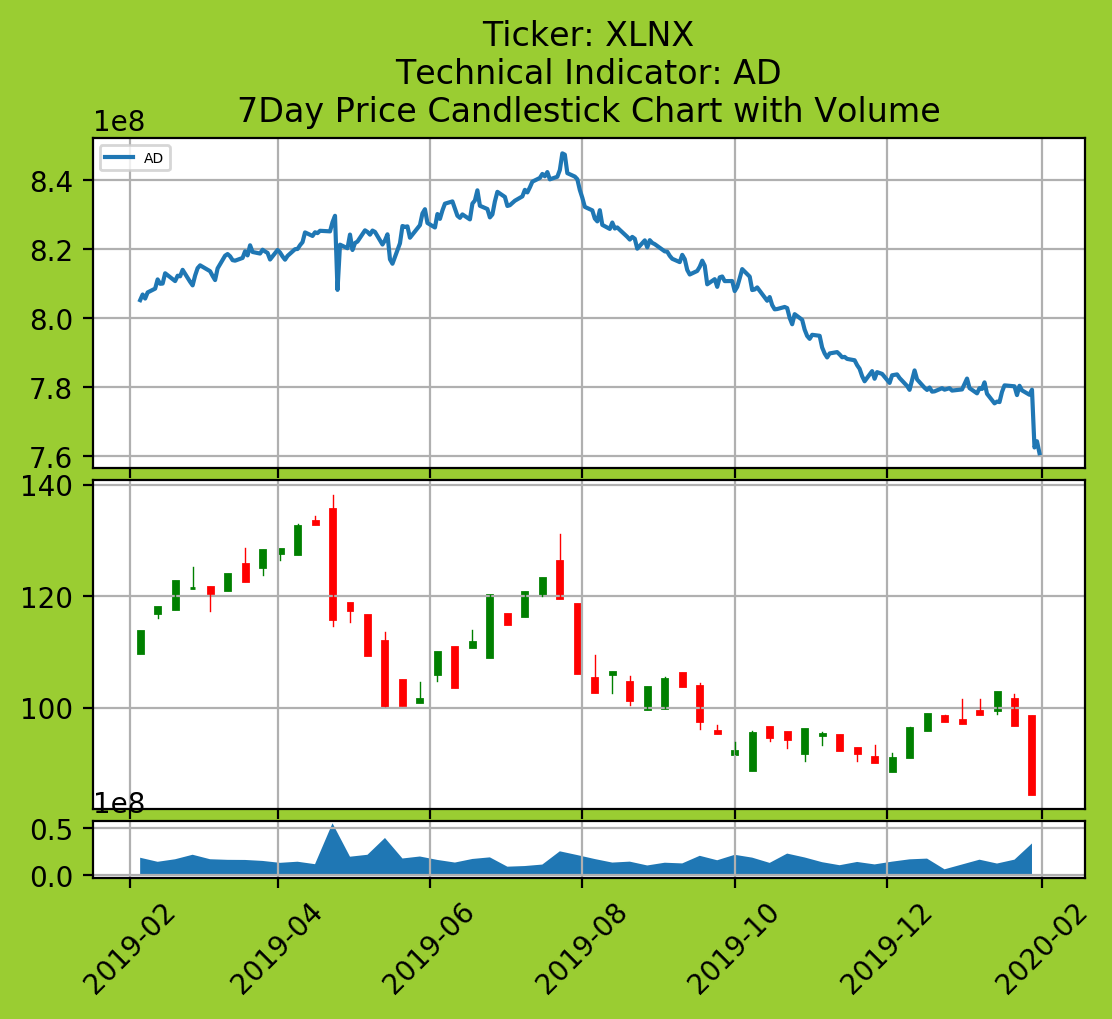 Ticker: XLNX
Technical Indicator: AD
7Day Price Candlestick Chart with Volume
1e8
AD
8.4
8.2
8.0
7.8
7.6
140
120
100
1e8
0.5
0.0
2019-02
2019-04
2019-06
2019-08
2019-10
2019-12
2020-02